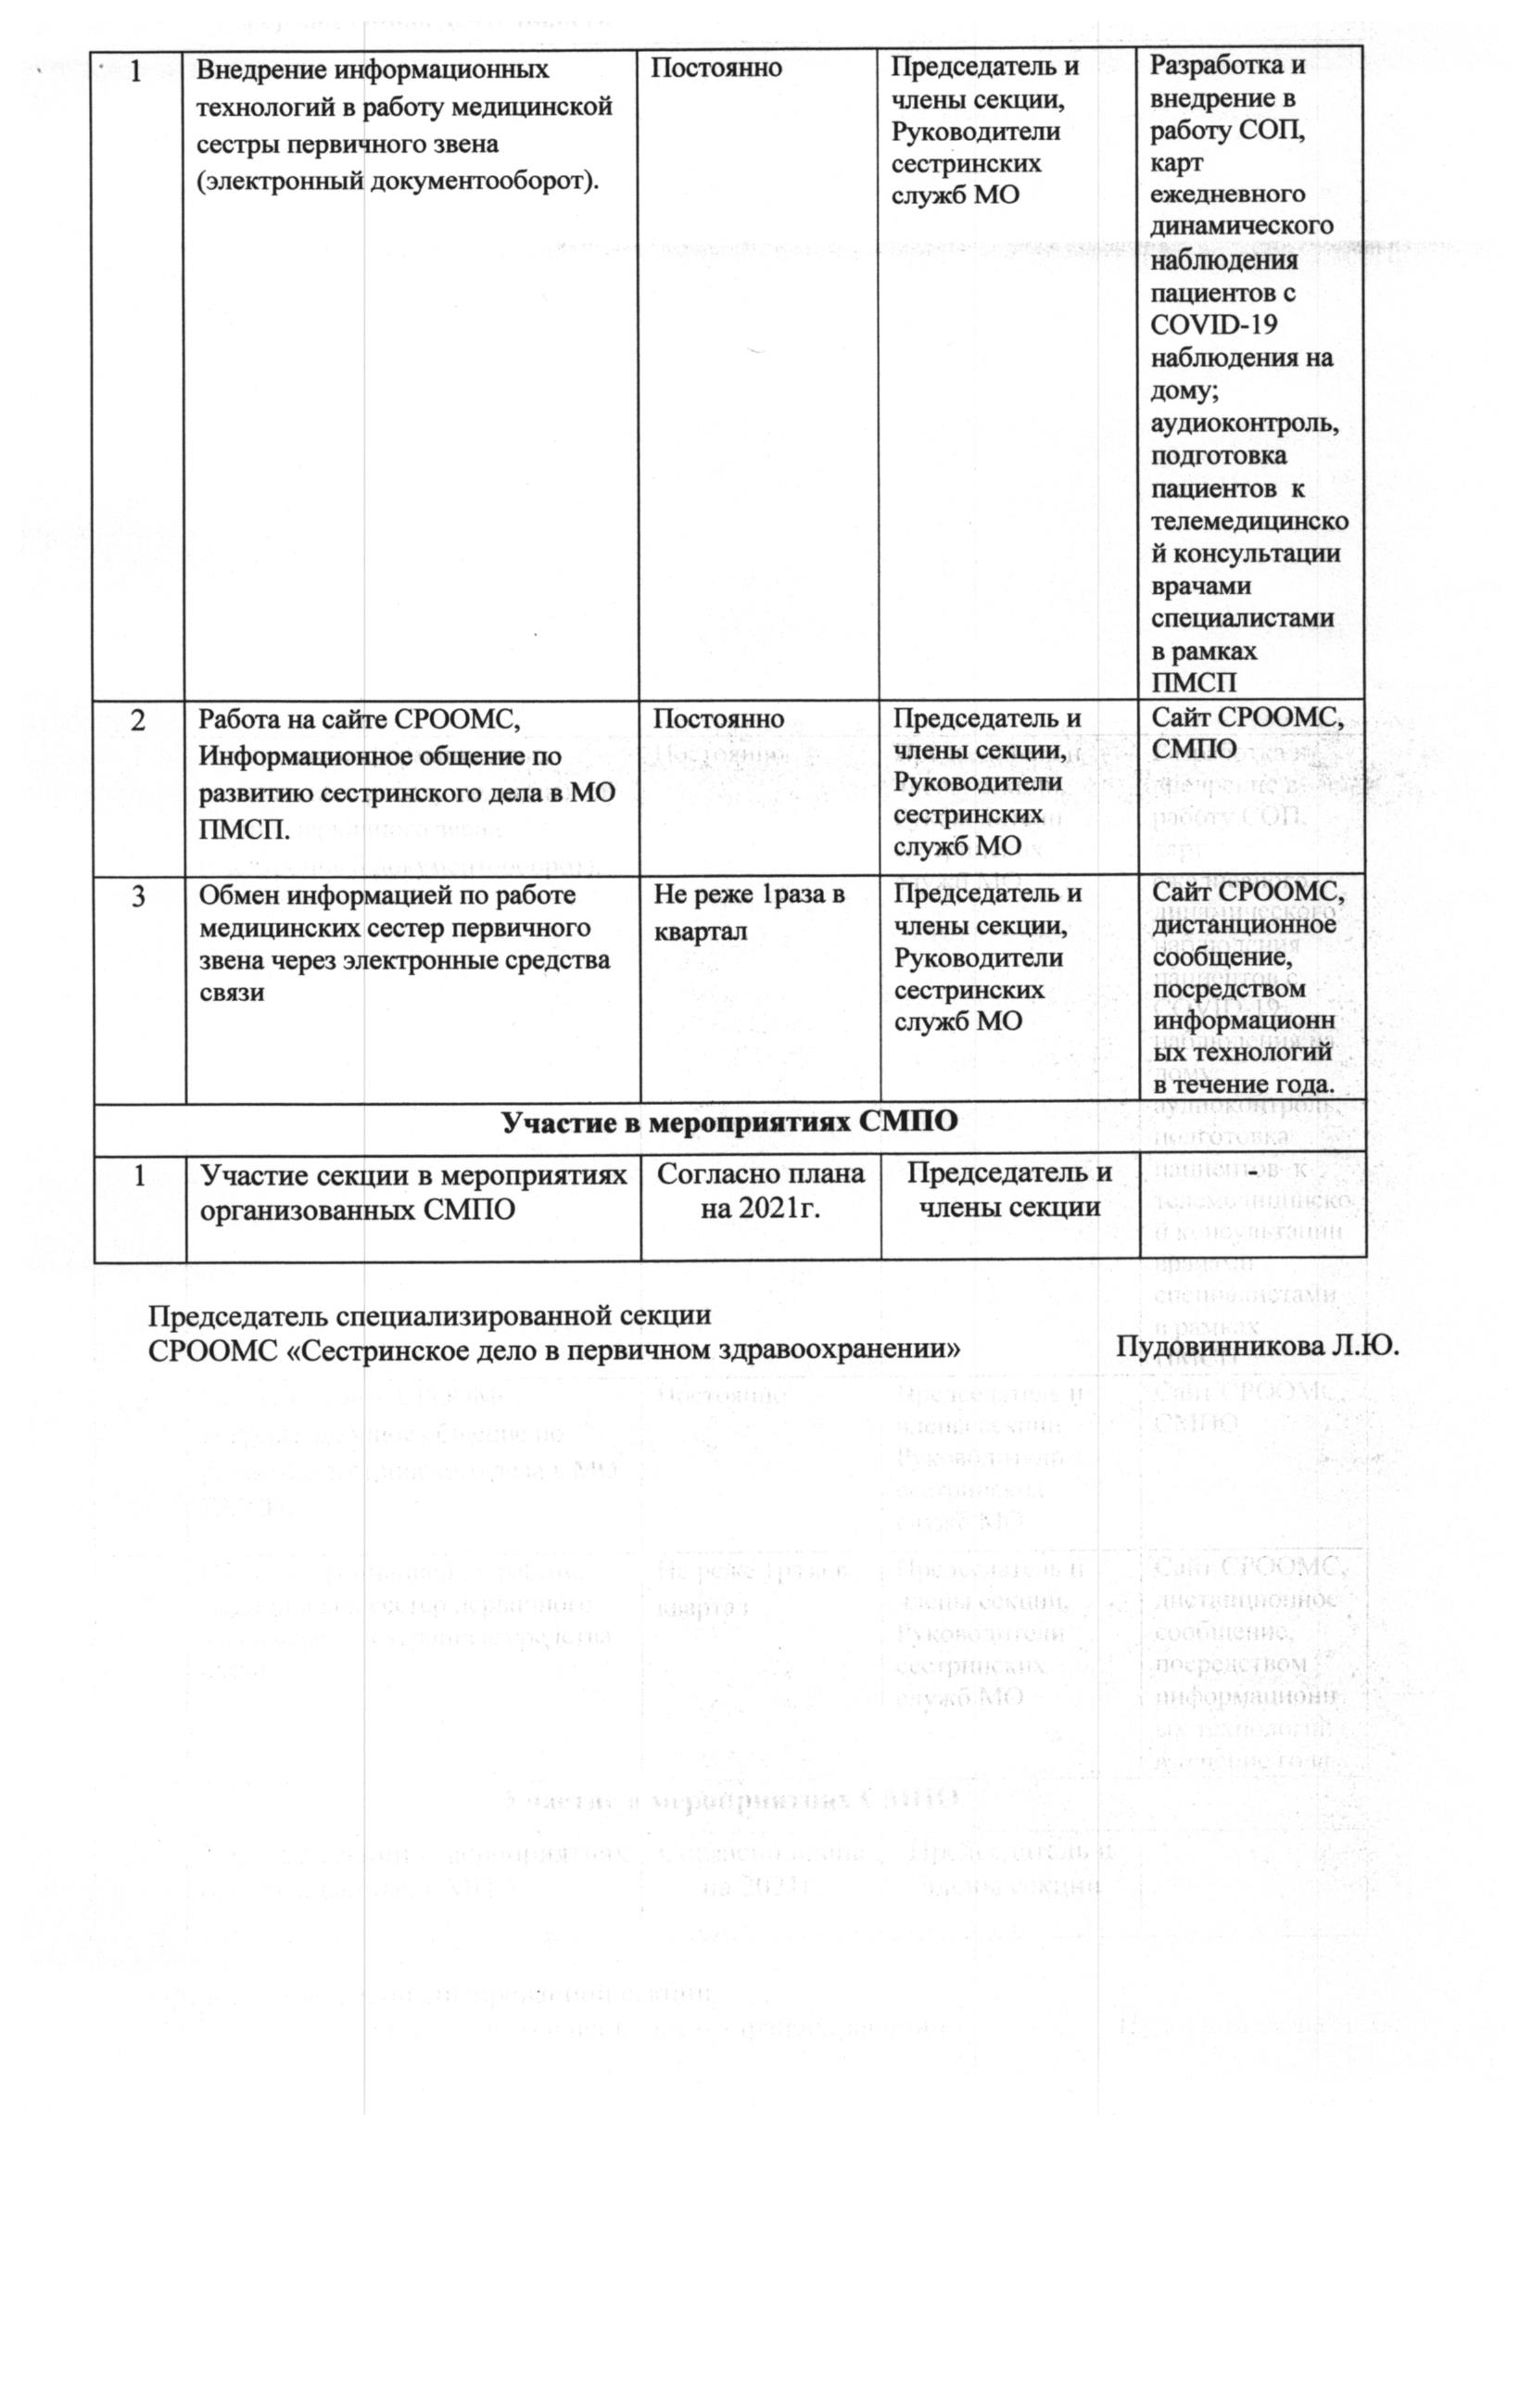 1
Внедрение информационных
технологий в работу медицинской
сестры первичного звена
(электронный документооборот).
Постоянно
Председатель и
члены секции,
Руководители
сестринских
служб МО
Разработка и
внедрение в
работу СОП,
карт
ежедневного
динамического
наблюдения
пациентов с
COVID-19
наблюдения на
дому;
аудиоконтроль,
подготовка
пациентов к
телемедицинско
й консультации
врачами
специалистами
в рамках
ПМСП
2
Работа на сайте СРООМС,
Информационное общение по
развитию сестринского дела в МО
ПМСП.
Постоянно
Председатель и
члены секции,
Руководители
сестринских
служб МО
Сайт СРООМС,
СМПО
3
Обмен информацией по работе
медицинских сестер первичного
звена через электронные средства
связи
Не реже 1раза в
квартал
Председатель и
члены секции,
Руководители
сестринских
служб МО
Сайт СРООМС,
дистанционное
сообщение,
посредством
информационн
ых технологий
в течение года.
Участие в мероприятиях СМПО
1
Участие секции в мероприятиях
организованных СМПО
Согласно плана
на 2021г.
Председатель и
члены секции
-
Председатель специализированной секции
СРООМС «Сестринское дело в первичном здравоохранении»
Пудовинникова Л.Ю.